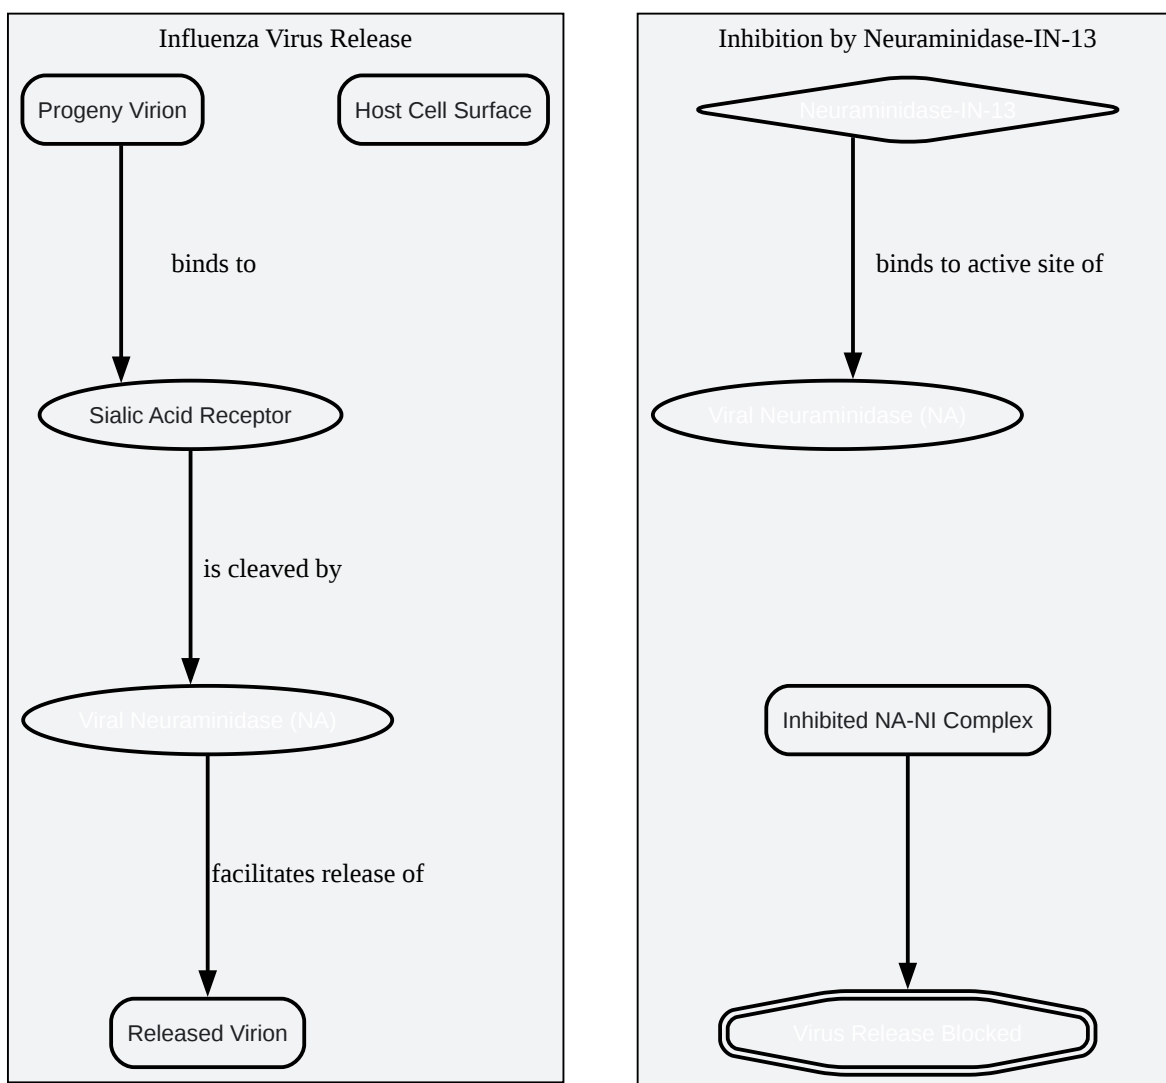 Influenza Virus Release
Progeny Virion
Host Cell Surface
binds to
Sialic Acid Receptor
is cleaved by
Viral Neuraminidase (NA)
facilitates release of
Released Virion
Inhibition by Neuraminidase-IN-13
Neuraminidase-IN-13
binds to active site of
Viral Neuraminidase (NA)
Inhibited NA-NI Complex
Virus Release Blocked